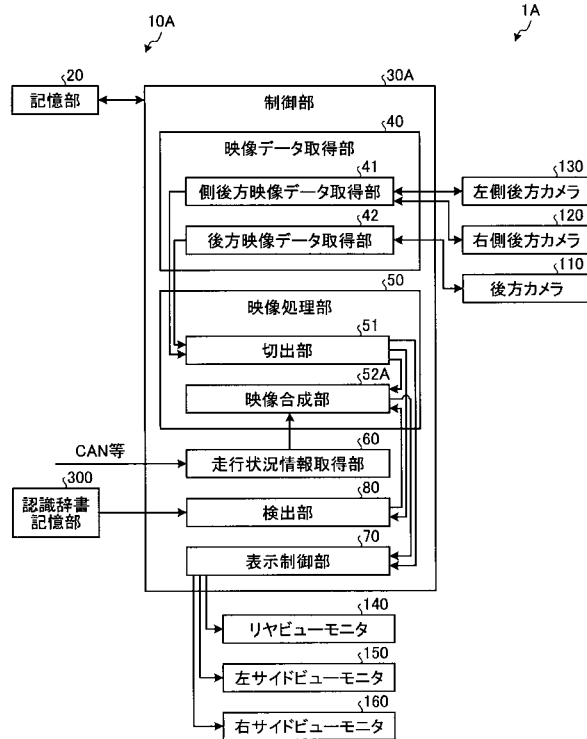 10A
1A
20
記憶部
30A
制御部
40
映像データ取得部
41
側後方映像データ取得部
42
後方映像データ取得部
130
左側後方カメラ
120
右側後方カメラ
110
後方カメラ
50
映像処理部
51
切出部
52A
映像合成部
60
走行状況情報取得部
CAN等
300
認識辞書
記憶部
80
検出部
70
表示制御部
140
リヤビューモニタ
150
左サイドビューモニタ
160
右サイドビューモニタ